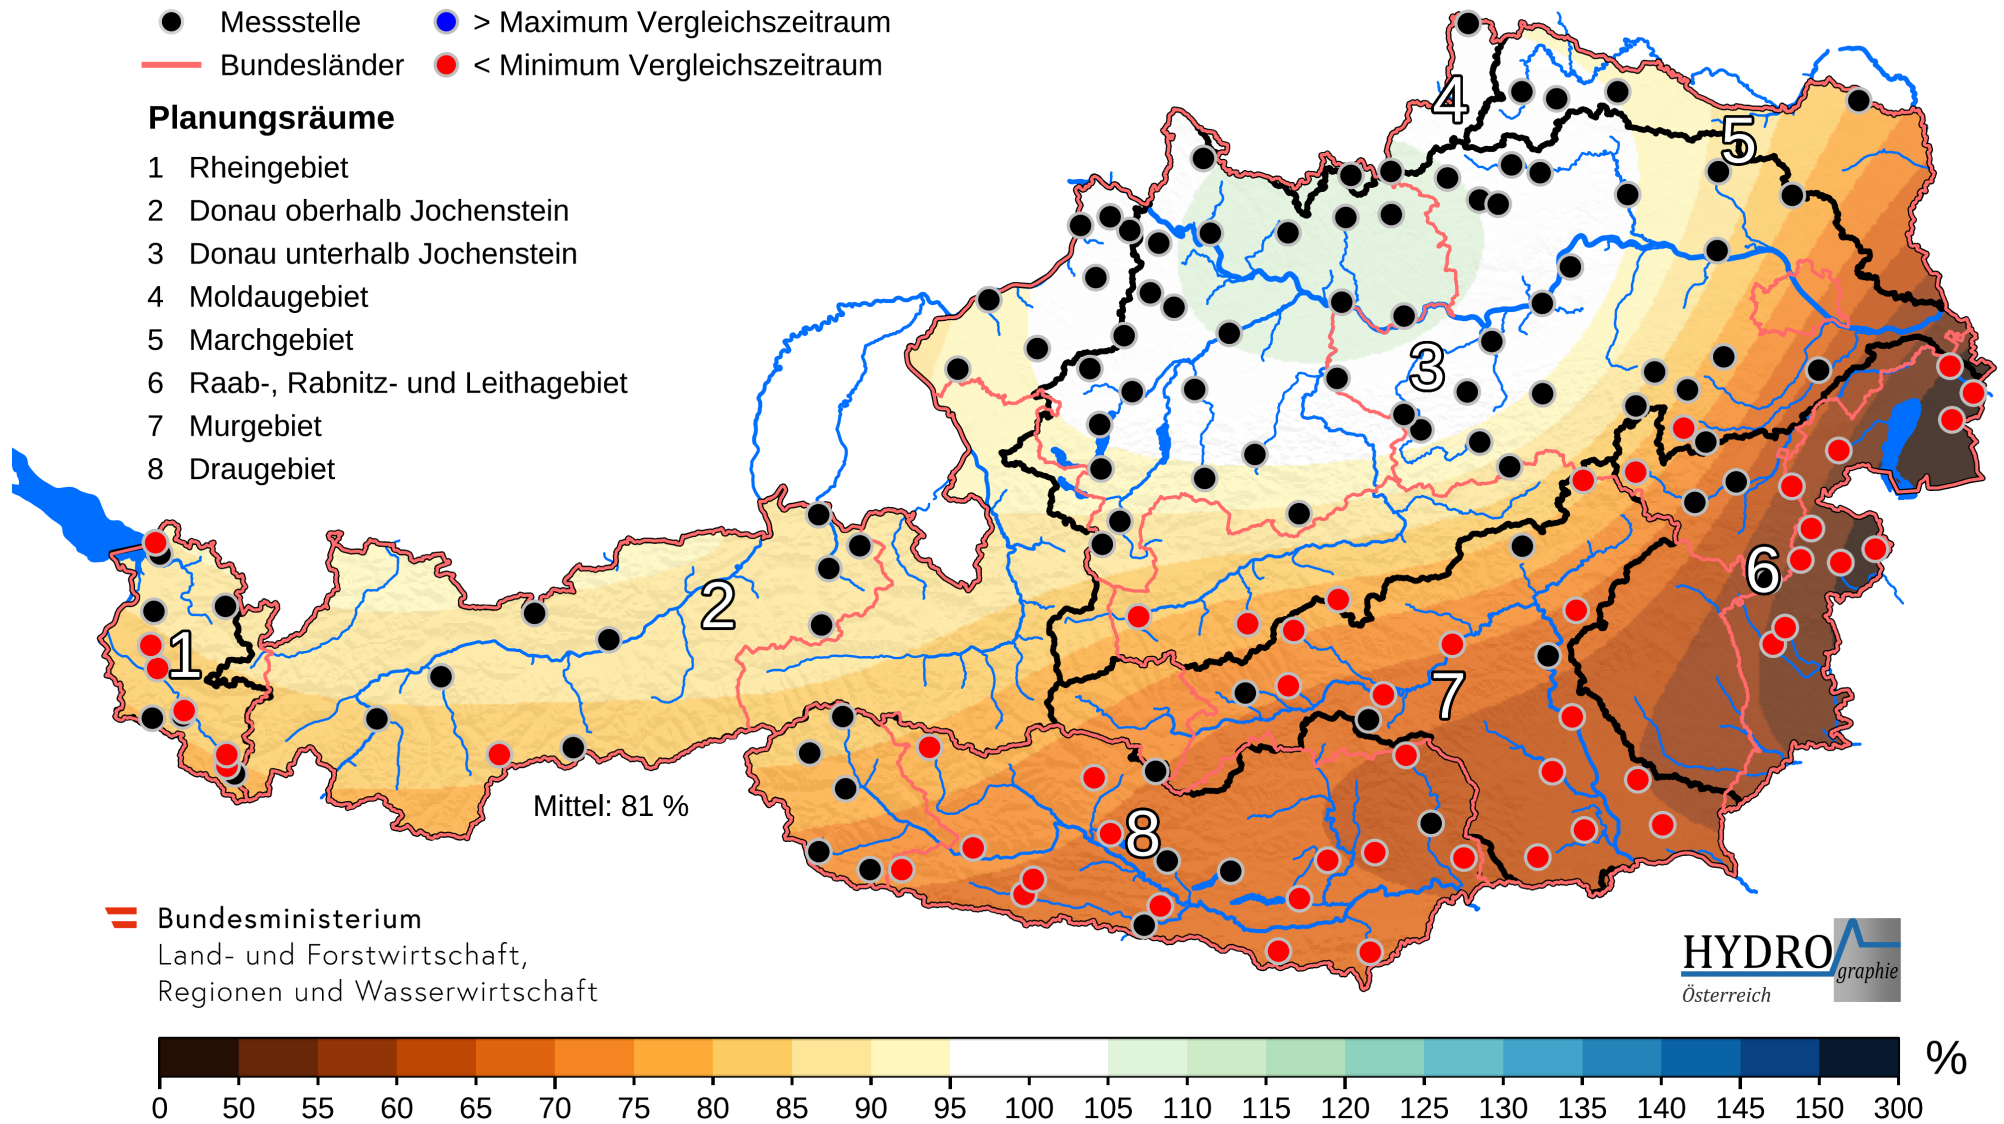 Messstelle
> Maximum Vergleichszeitraum
Bundesländer
< Minimum Vergleichszeitraum
Planungsräume
1 Rheingebiet
2 Donau oberhalb Jochenstein
3 Donau unterhalb Jochenstein
4 Moldaugebiet
5 Marchgebiet
6 Raab-, Rabnitz- und Leithagebiet
7 Murgebiet
8 Draugebiet
4
5
3
6
2
1
7
8
Mittel: 81 %
Bundesministerium
Land- und Forstwirtschaft,
Regionen und Wasserwirtschaft
HYDRO
graphie
Österreich
%
0 50 55 60 65 70 75 80 85 90 95 100 105 110 115 120 125 130 135 140 145 150 300